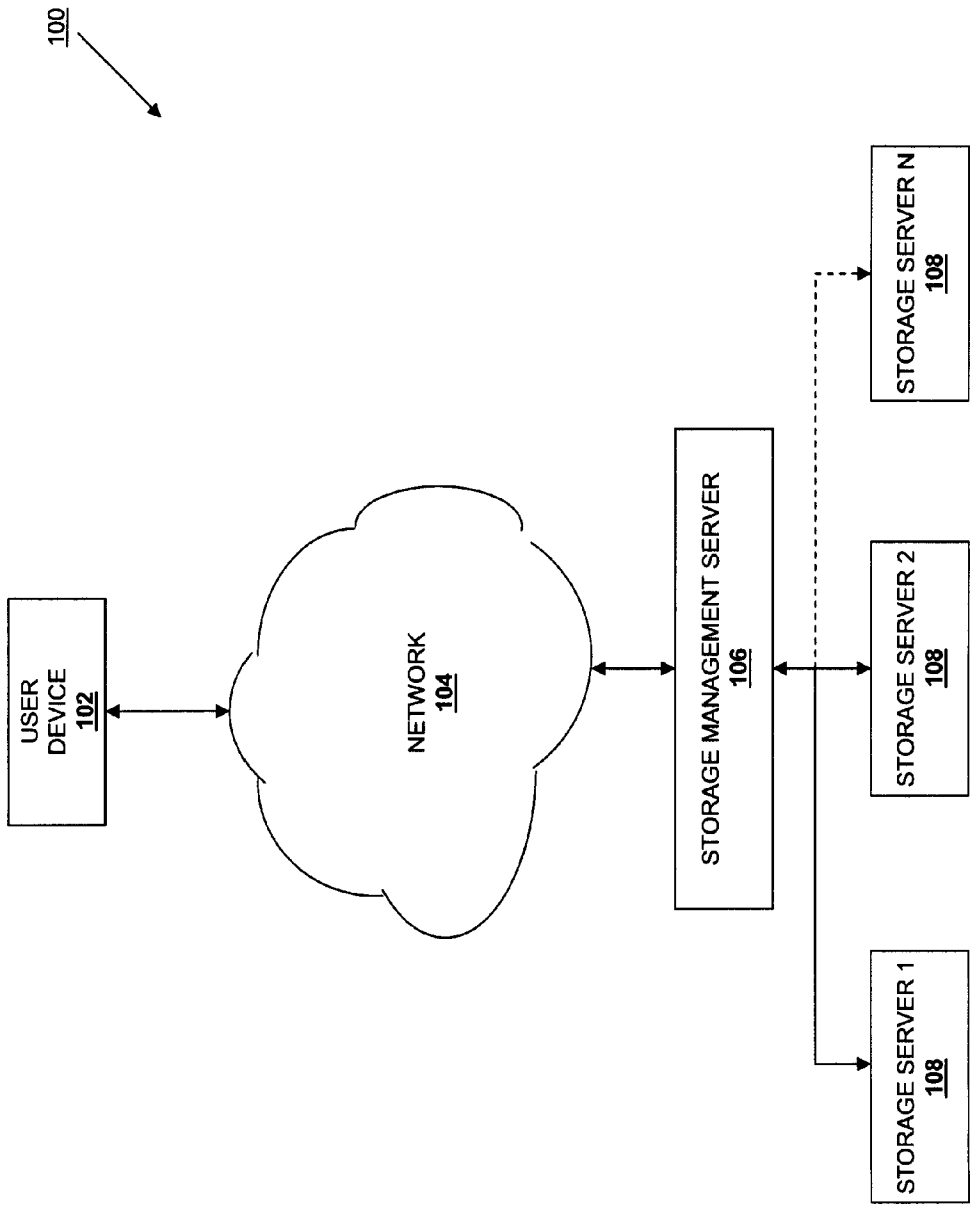 100
USER
DEVICE
102
NETWORK
104
STORAGE MANAGEMENT SERVER
106
STORAGE SERVER 1
108
STORAGE SERVER 2
108
STORAGE SERVER N
108